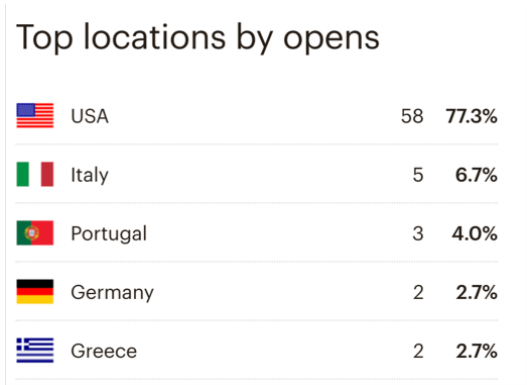 Top locations by opens
USA 58 77.3%
Italy 5 6.7%
Portugal 3 4.0%
Germany 2 2.7%
Greece 2 2.7%